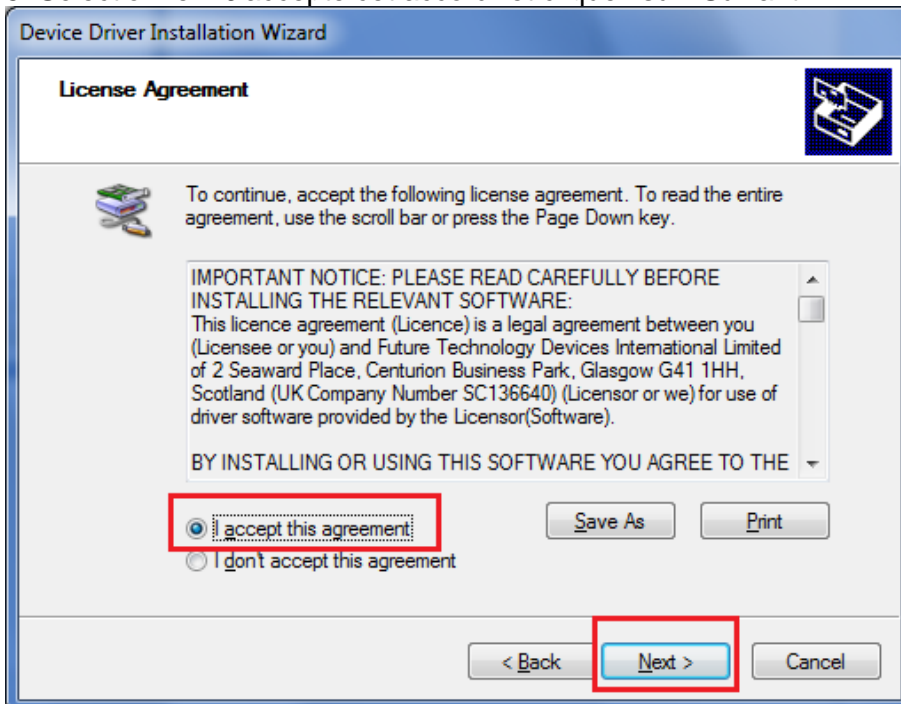 Device Driver Installation Wizard
License Agreement
To continue, accept the following license agreement. To read the entire
agreement, use the scroll bar or press the Page Down key.
IMPORTANT NOTICE: PLEASE READ CAREFULLY BEFORE
INSTALLING THE RELEVANT SOFTWARE:
This licence agreement (Licence) is a legal agreement between you
(Licensee or you) and Future Technology Devices International Limited
of 2 Seaward Place, Centurion Business Park, Glasgow G41 1HH,
Scotland (UK Company Number SC136640) (Licensor or we) for use of
driver software provided by the Licensor(Software).
BY INSTALLING OR USING THIS SOFTWARE YOU AGREE TO THE
I accept this agreement
Save As
Print
I don't accept this agreement
< Back
Next >
Cancel